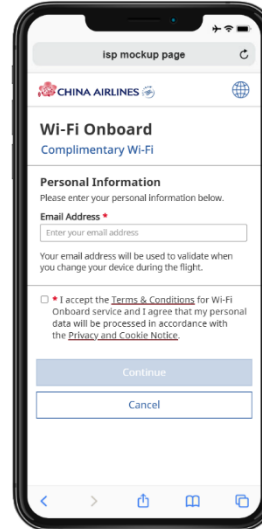 isp mockup page
CHINA AIRLINES
Wi-Fi Onboard
Complimentary Wi-Fi
Personal Information
Please enter your personal information below.
Email Address *
Enter your email address
Your email address will be used to validate when
you change your device during the flight.
* I accept the Terms & Conditions for Wi-Fi
Onboard service and I agree that my personal
data will be processed in accordance with
the Privacy and Cookie Notice.
Continue
Cancel